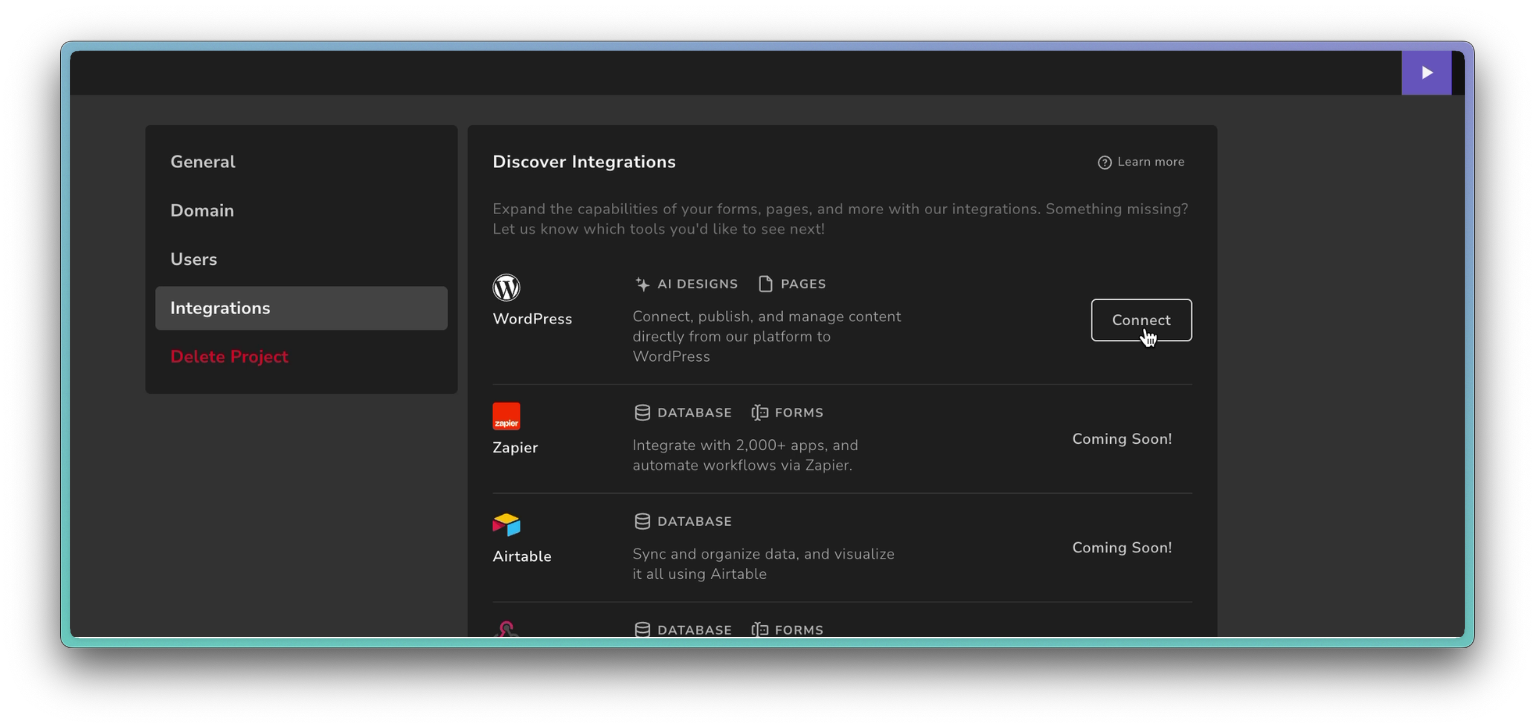 General
Domain
Users
Integrations
Delete Project
Discover Integrations
Learn more
Expand the capabilities of your forms, pages, and more with our integrations. Something missing?
Let us know which tools you'd like to see next!
WordPress
AI DESIGNS PAGES
Connect, publish, and manage content
directly from our platform to
WordPress
Connect
zapier
Zapier
DATABASE FORMS
Integrate with 2,000+ apps, and
automate workflows via Zapier.
Coming Soon!
Airtable
DATABASE
Sync and organize data, and visualize
it all using Airtable
Coming Soon!
DATABASE FORMS